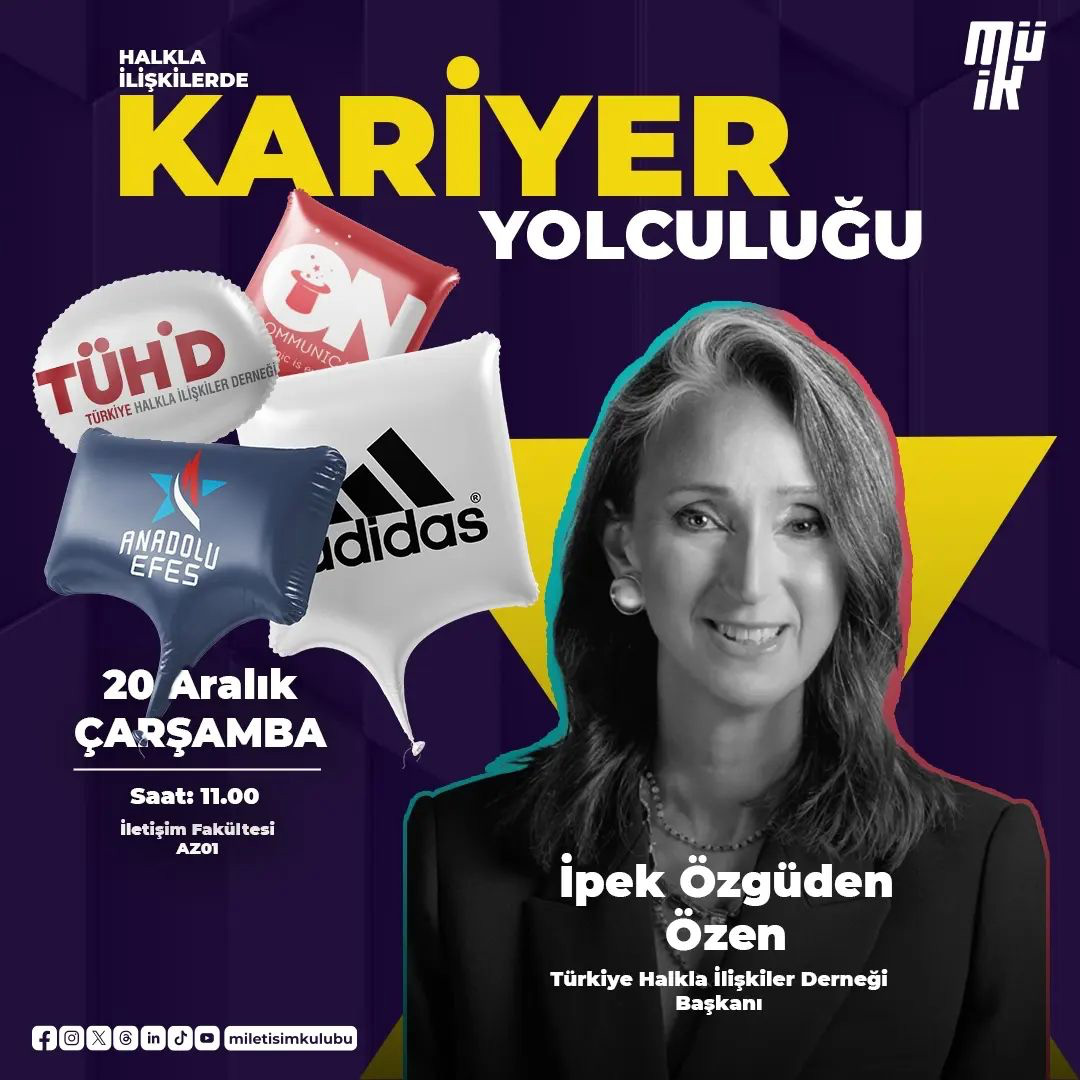 HALKLA
İLİŞKİLERDE
KARİYER
YOLCULUĞU
MÜ
İK
ON
TÜHİD
TÜRKİYE HALKLA İLİŞKİLER DERNEĞİ
adidas
®
ANADOLU
EFES
20 Aralık
ÇARŞAMBA
Saat: 11.00
İletişim Fakültesi
AZ01
İpek Özgüden
Özen
Türkiye Halkla İlişkiler Derneği
Başkanı
miletisimkulubu